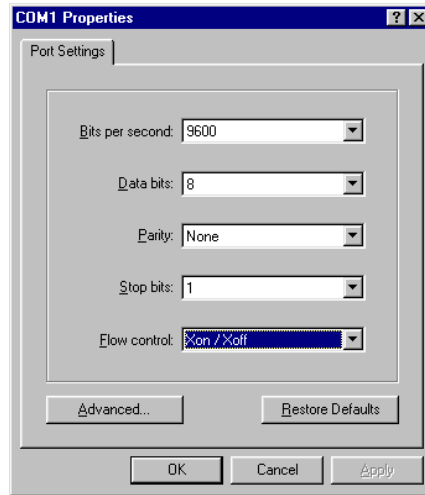 COM1 Properties
Port Settings
Bits per second: 9600
Data bits: 8
Parity: None
Stop bits: 1
Flow control: Xon / Xoff
Advanced... Restore Defaults
OK Cancel Apply